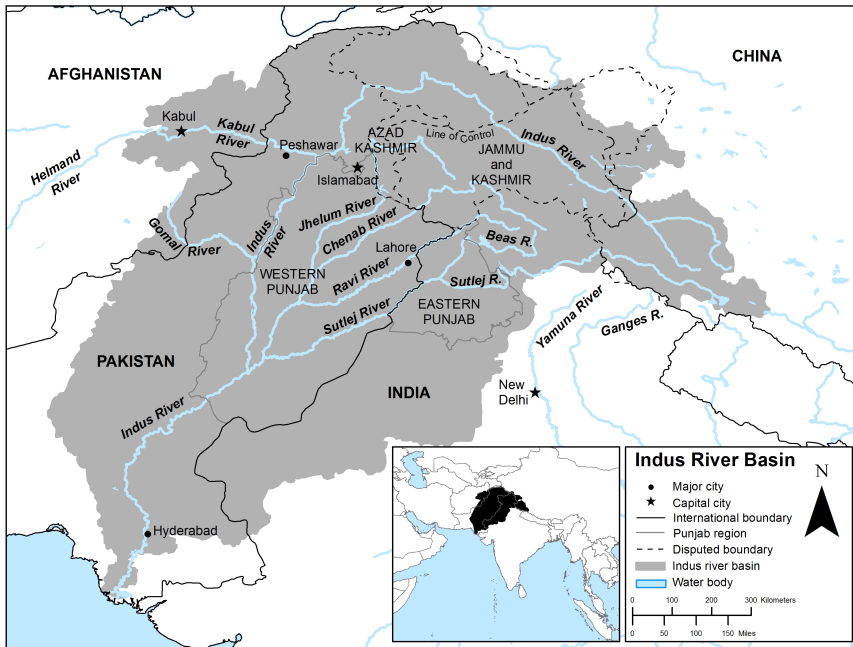 AFGHANISTAN
CHINA
Kabul
Kabul
River
Peshawar
AZAD
KASHMIR
Line of Control
Indus River
JAMMU
and
KASHMIR
Islamabad
Helmand
River
Gomal
River
Indus
River
Jhelum River
Chenab River
Lahore
Beas R.
WESTERN
PUNJAB
Ravi River
Sutlej R.
Sutlej River
EASTERN
PUNJAB
Yamuna River
Ganges R.
PAKISTAN
INDIA
New
Delhi
Indus River
Hyderabad
Indus River Basin
N
Major city
Capital city
International boundary
Punjab region
Disputed boundary
Indus river basin
Water body
0 100 200 300 Kilometers
0 50 100 150 Miles